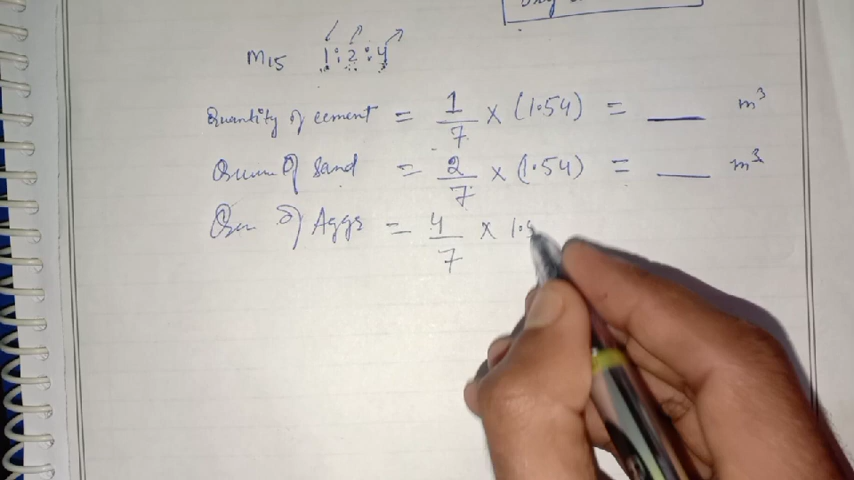 M15 1:2:4
Quantity of cement = 1/7 × (1.54) = ___ m³
Quan of sand = 2/7 × (1.54) = ___ m³
Quan of Aggs = 4/7 × 1.5